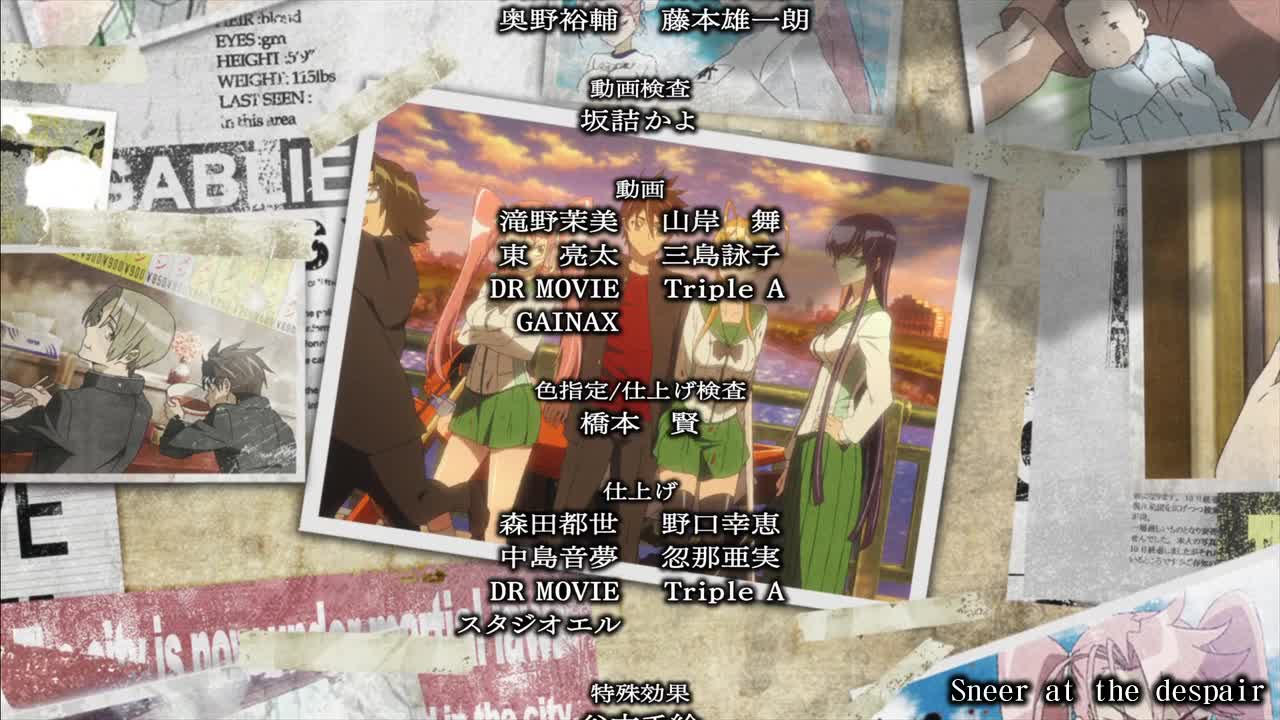 奥野裕輔 藤本雄一朗
HEIR: blond
EYES: grn
HEIGHT: 5'9"
WEIGHT: 115lbs
LAST SEEN:
in this area
動画検査
坂詰かよ
動画
滝野茉美 山岸 舞
東 亮太 三島詠子
DR MOVIE Triple A
GAINAX
色指定/仕上げ検査
橋本 賢
仕上げ
森田都世 野口幸恵
中島音夢 忽那亜実
DR MOVIE Triple A
スタジオエル
The city is now under martial laws
特殊効果
in the city
Sneer at the despair